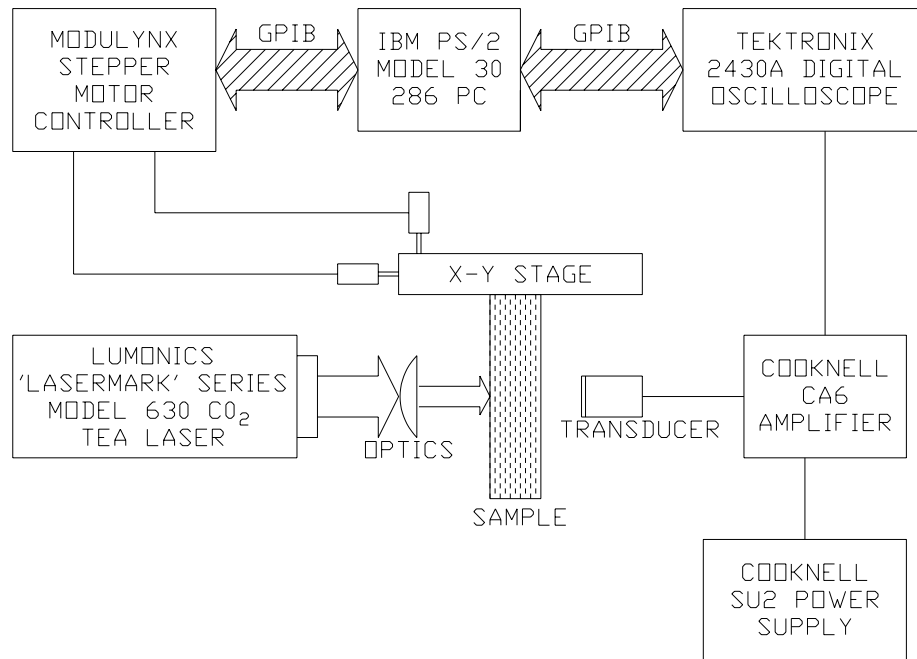 MODULYNX
STEPPER
MOTOR
CONTROLLER
GPIB
IBM PS/2
MODEL 30
286 PC
GPIB
TEKTRONIX
2430A DIGITAL
OSCILLOSCOPE
X-Y STAGE
LUMONICS
'LASERMARK' SERIES
MODEL 630 CO₂
TEA LASER
OPTICS
SAMPLE
TRANSDUCER
COOKNELL
CA6
AMPLIFIER
COOKNELL
SU2 POWER
SUPPLY